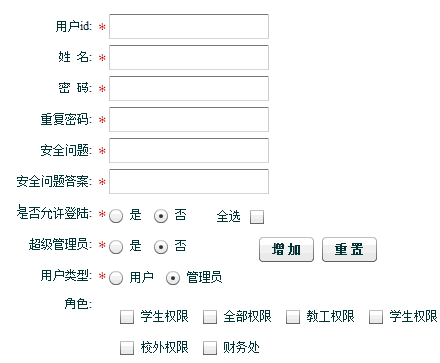 用户id: *
姓 名: *
密 码: *
重复密码: *
安全问题: *
安全问题答案: *
是否允许登陆: * 是 否 全选
超级管理员: * 是 否 增 加 重 置
用户类型: * 用户 管理员
角色:
学生权限 全部权限 教工权限 学生权限
校外权限 财务处